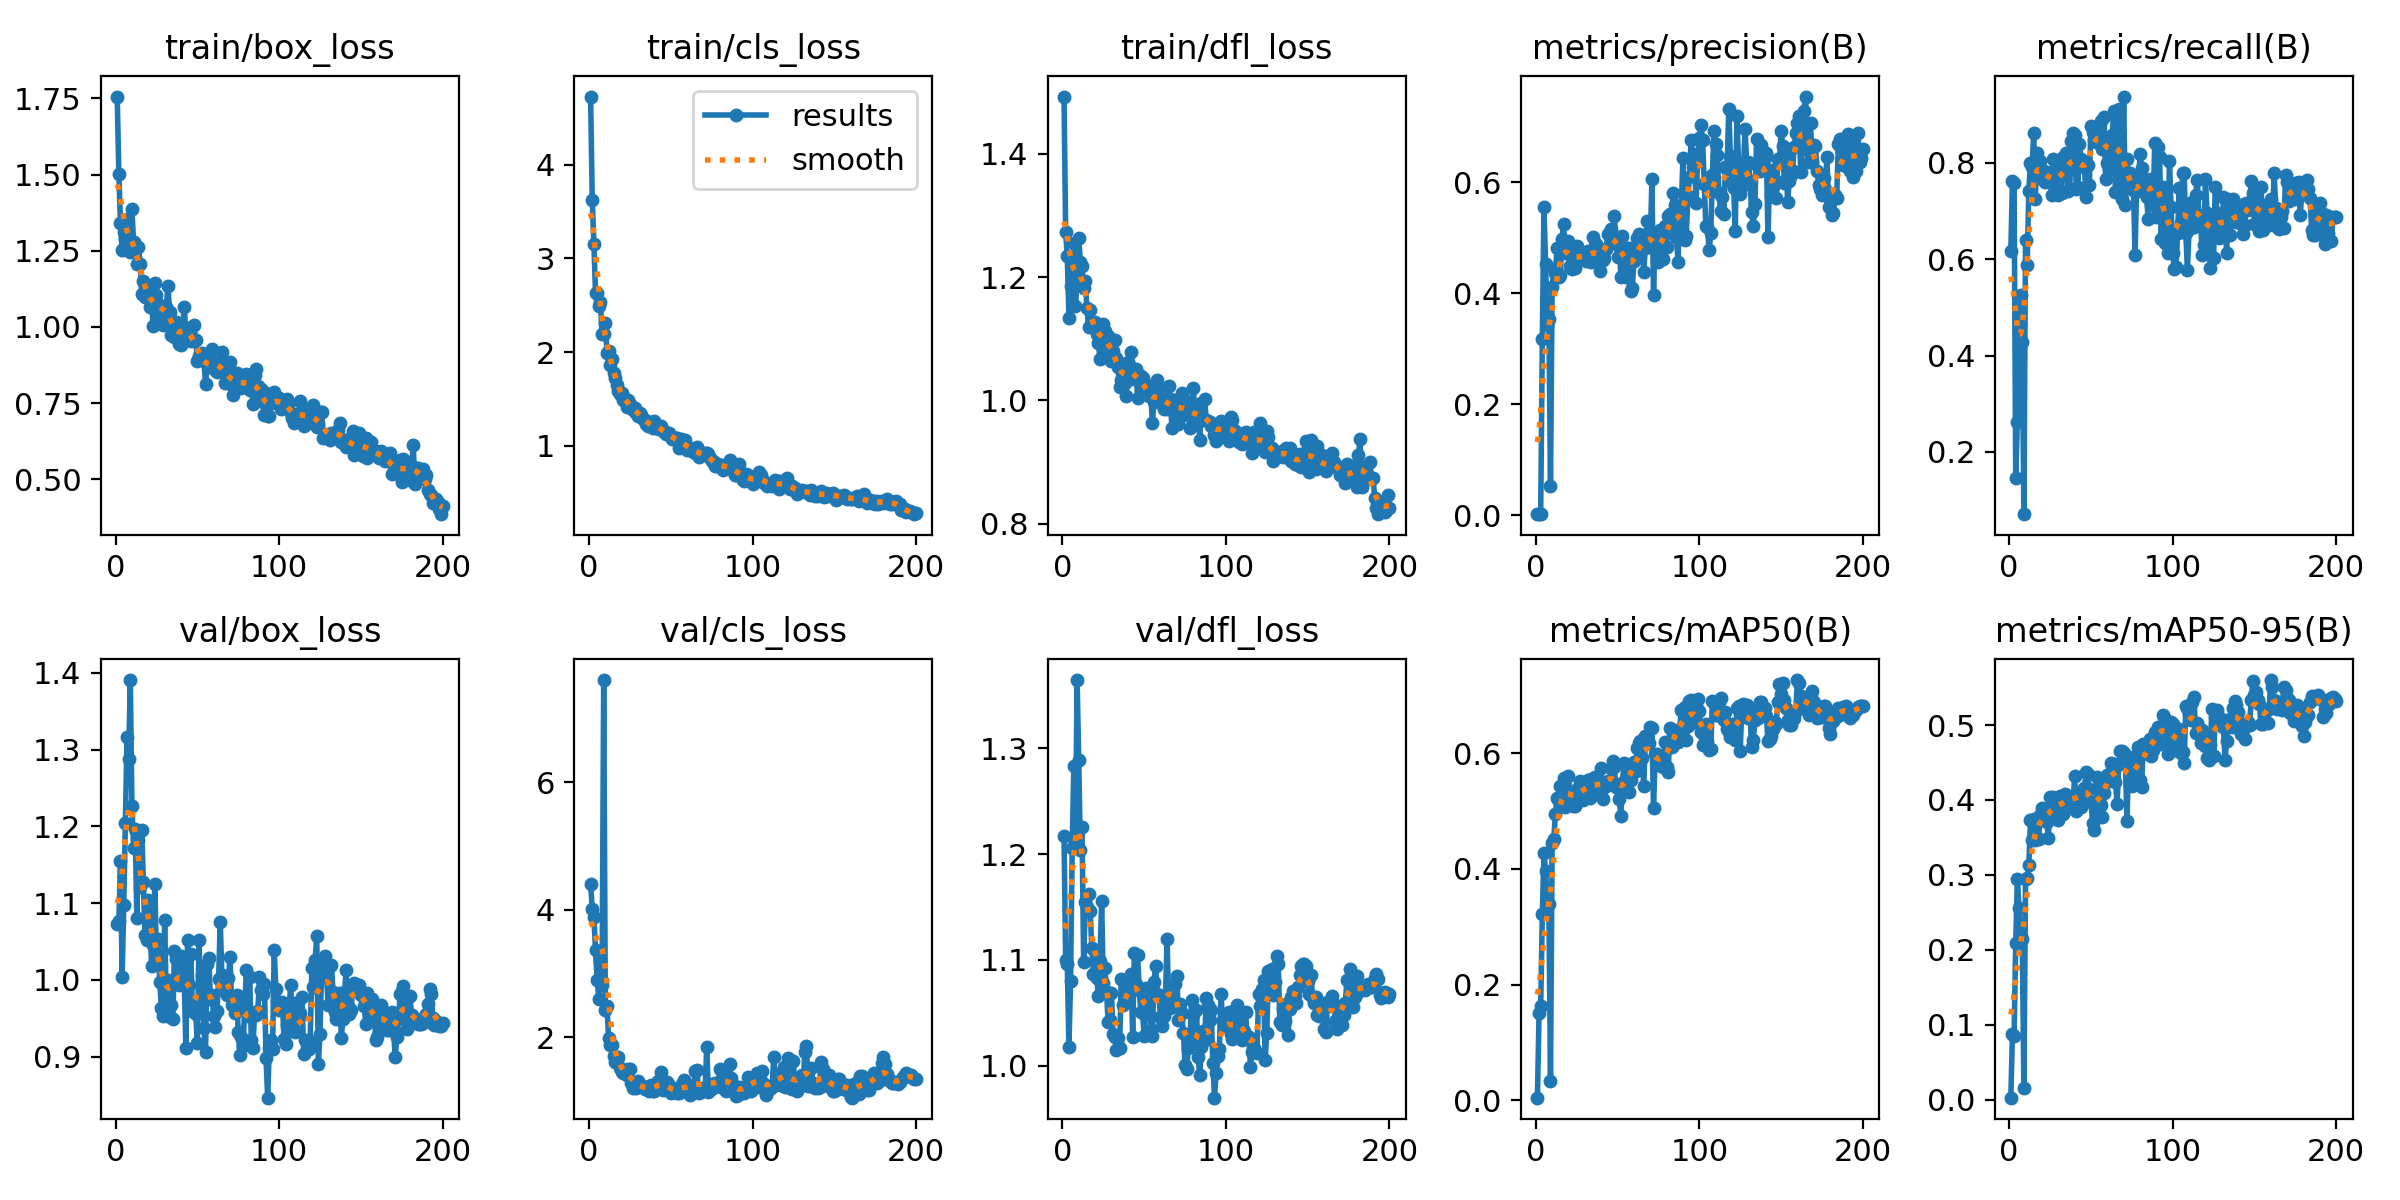 train/box_loss
1.75
1.50
1.25
1.00
0.75
0.50
0 100 200
train/cls_loss
results
smooth
4
3
2
1
0 100 200
train/dfl_loss
1.4
1.2
1.0
0.8
0 100 200
metrics/precision(B)
0.6
0.4
0.2
0.0
0 100 200
metrics/recall(B)
0.8
0.6
0.4
0.2
0 100 200
val/box_loss
1.4
1.3
1.2
1.1
1.0
0.9
0 100 200
val/cls_loss
6
4
2
0 100 200
val/dfl_loss
1.3
1.2
1.1
1.0
0 100 200
metrics/mAP50(B)
0.6
0.4
0.2
0.0
0 100 200
metrics/mAP50-95(B)
0.5
0.4
0.3
0.2
0.1
0.0
0 100 200